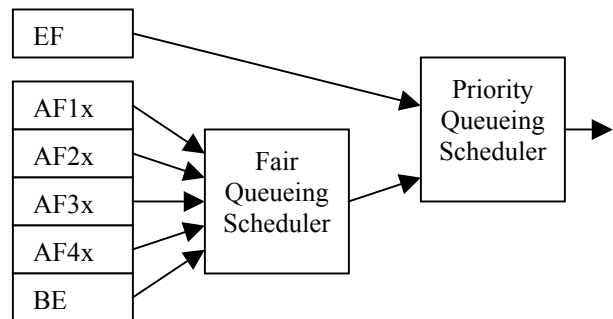 EF
AF1x
AF2x
AF3x
AF4x
BE
Fair
Queueing
Scheduler
Priority
Queueing
Scheduler